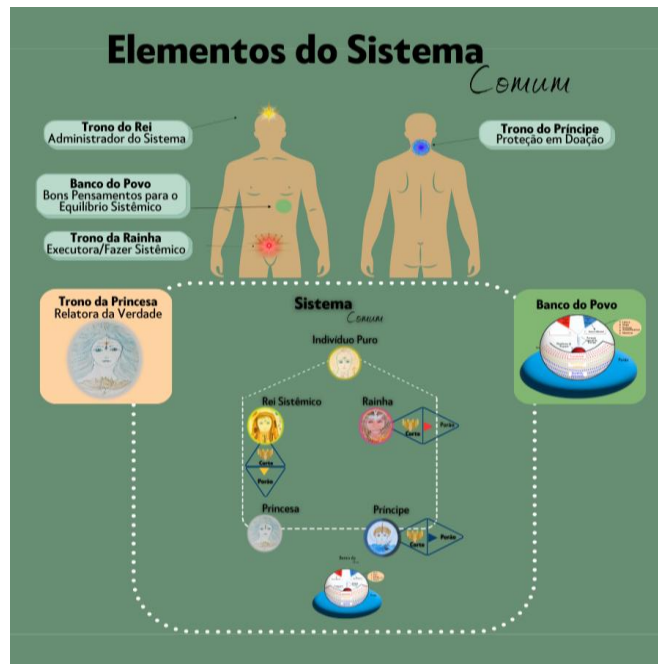 Elementos do Sistema
Comum
Trono do Rei
Administrador do Sistema
Trono do Príncipe
Proteção em Doação
Banco do Povo
Bons Pensamentos para o
Equilíbrio Sistêmico
Trono da Rainha
Executora/Fazer Sistêmico
Trono da Princesa
Relatora da Verdade
Sistema
Comum
Banco do Povo
Indivíduo Puro
Rei Sistêmico
Rainha
Corte
Porão
Corte
Porão
Princesa
Príncipe
Corte
Porão